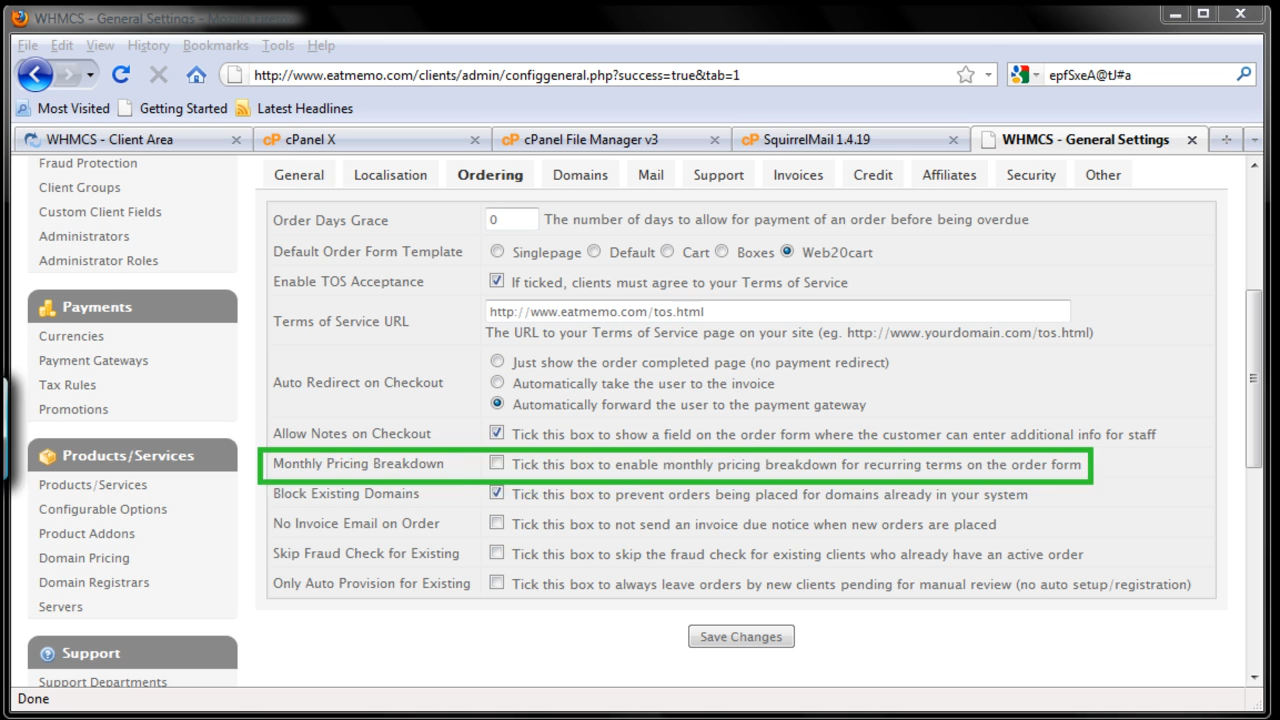 WHMCS - General Settings - Mozilla Firefox
File Edit View History Bookmarks Tools Help
http://www.eatmemo.com/clients/admin/configgeneral.php?success=true&tab=1
epfSxeA@tJ#a
Most Visited Getting Started Latest Headlines
WHMCS - Client Area cP cPanel X cP cPanel File Manager v3 cP SquirrelMail 1.4.19 WHMCS - General Settings
Fraud Protection
Client Groups
Custom Client Fields
Administrators
Administrator Roles
Payments
Currencies
Payment Gateways
Tax Rules
Promotions
Products/Services
Products/Services
Configurable Options
Product Addons
Domain Pricing
Domain Registrars
Servers
Support
Support Departments
General Localisation Ordering Domains Mail Support Invoices Credit Affiliates Security Other
Order Days Grace 0 The number of days to allow for payment of an order before being overdue
Default Order Form Template Singlepage Default Cart Boxes Web20cart
Enable TOS Acceptance If ticked, clients must agree to your Terms of Service
Terms of Service URL http://www.eatmemo.com/tos.html
The URL to your Terms of Service page on your site (eg. http://www.yourdomain.com/tos.html)
Auto Redirect on Checkout Just show the order completed page (no payment redirect)
Automatically take the user to the invoice
Automatically forward the user to the payment gateway
Allow Notes on Checkout Tick this box to show a field on the order form where the customer can enter additional info for staff
Monthly Pricing Breakdown Tick this box to enable monthly pricing breakdown for recurring terms on the order form
Block Existing Domains Tick this box to prevent orders being placed for domains already in your system
No Invoice Email on Order Tick this box to not send an invoice due notice when new orders are placed
Skip Fraud Check for Existing Tick this box to skip the fraud check for existing clients who already have an active order
Only Auto Provision for Existing Tick this box to always leave orders by new clients pending for manual review (no auto setup/registration)
Save Changes
Done